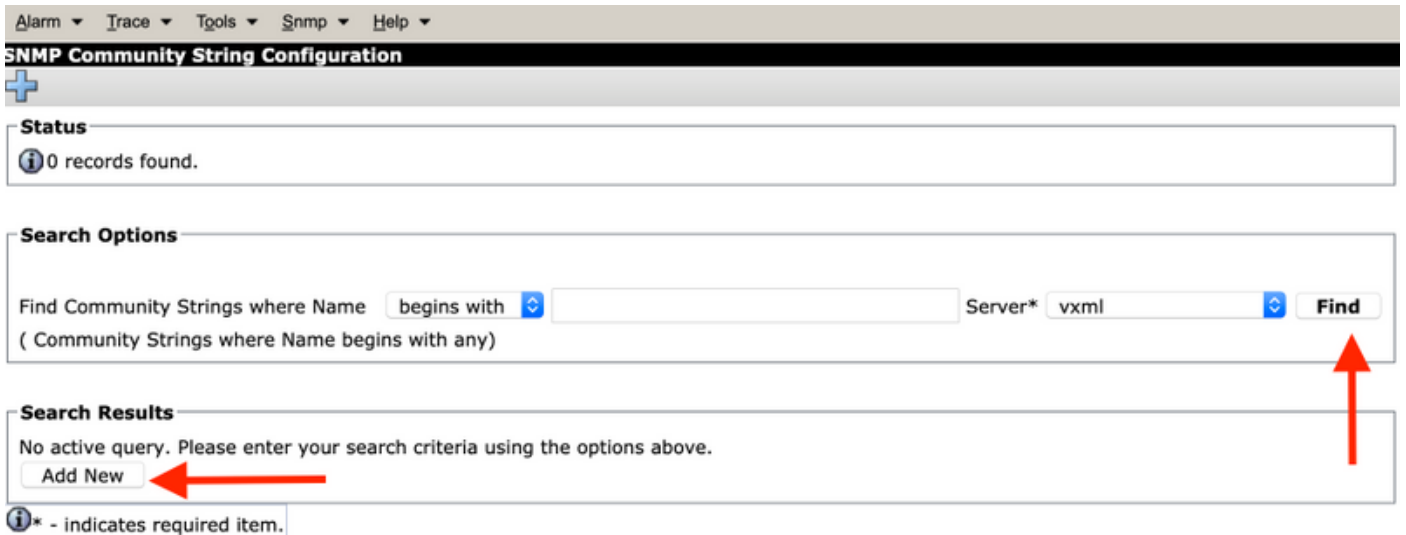 Alarm Trace Tools Snmp Help
SNMP Community String Configuration
Status
0 records found.
Search Options
Find Community Strings where Name begins with Server* vxml Find
( Community Strings where Name begins with any)
Search Results
No active query. Please enter your search criteria using the options above.
Add New
* - indicates required item.